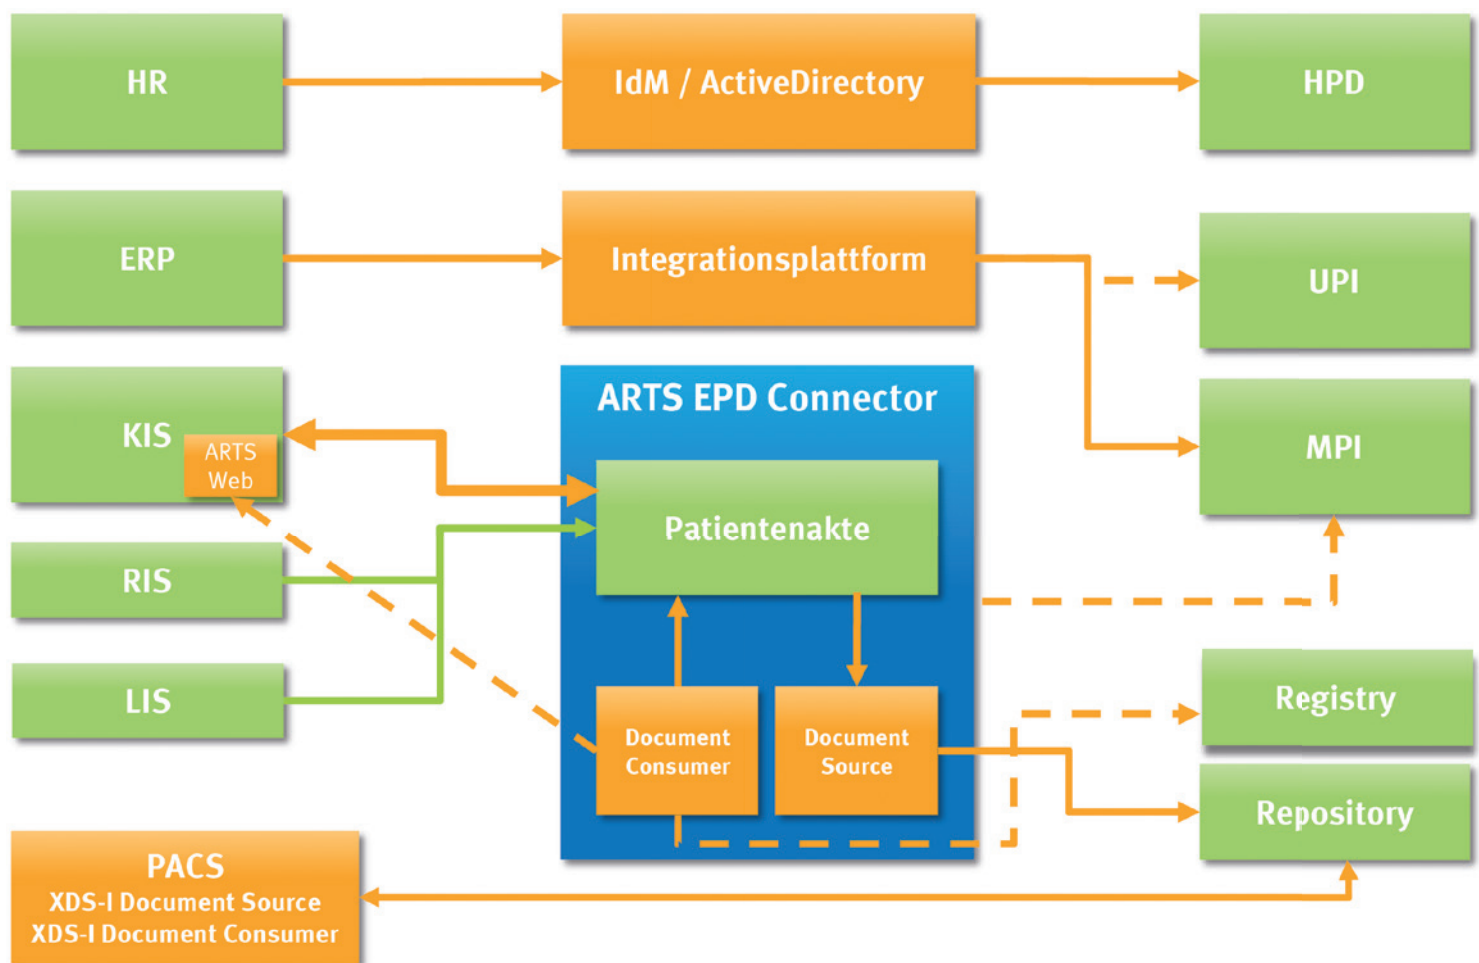 HR
IdM / ActiveDirectory
HPD
ERP
Integrationsplattform
UPI
KIS
ARTS
Web
ARTS EPD Connector
MPI
Patientenakte
RIS
LIS
Document
Consumer
Document
Source
Registry
Repository
PACS
XDS-I Document Source
XDS-I Document Consumer